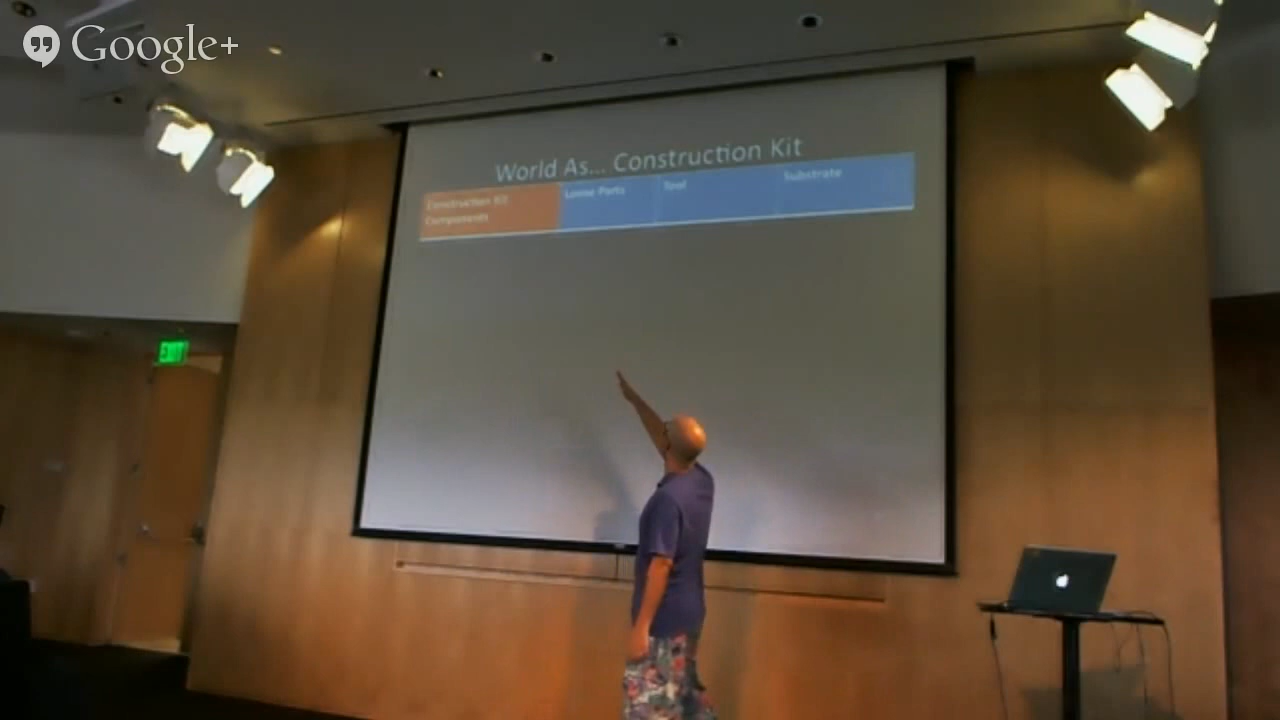 Google+
World As... Construction Kit
Construction Kit
Components
Loose Parts
Tool
Substrate
EXIT